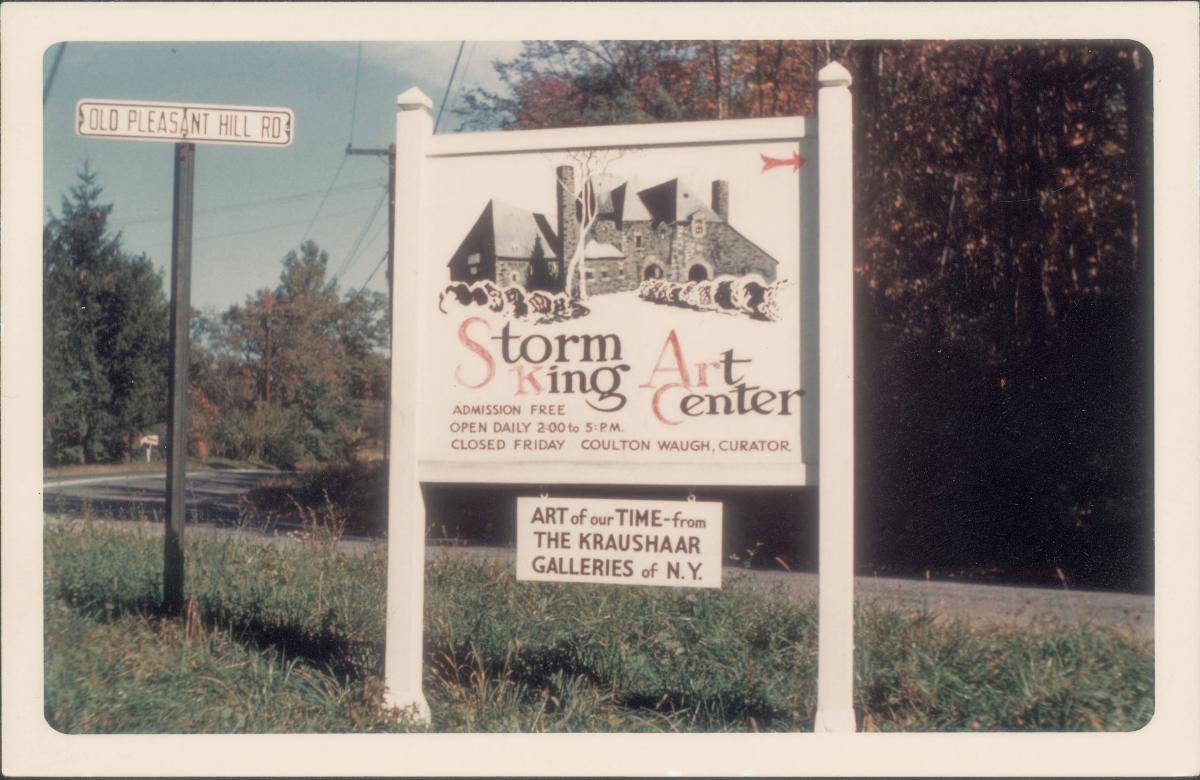 OLD PLEASANT HILL RD
Storm King Art Center
ADMISSION FREE
OPEN DAILY 2:00 to 5:P.M.
CLOSED FRIDAY COULTON WAUGH, CURATOR
ART of our TIME-from
THE KRAUSHAAR
GALLERIES of N.Y.